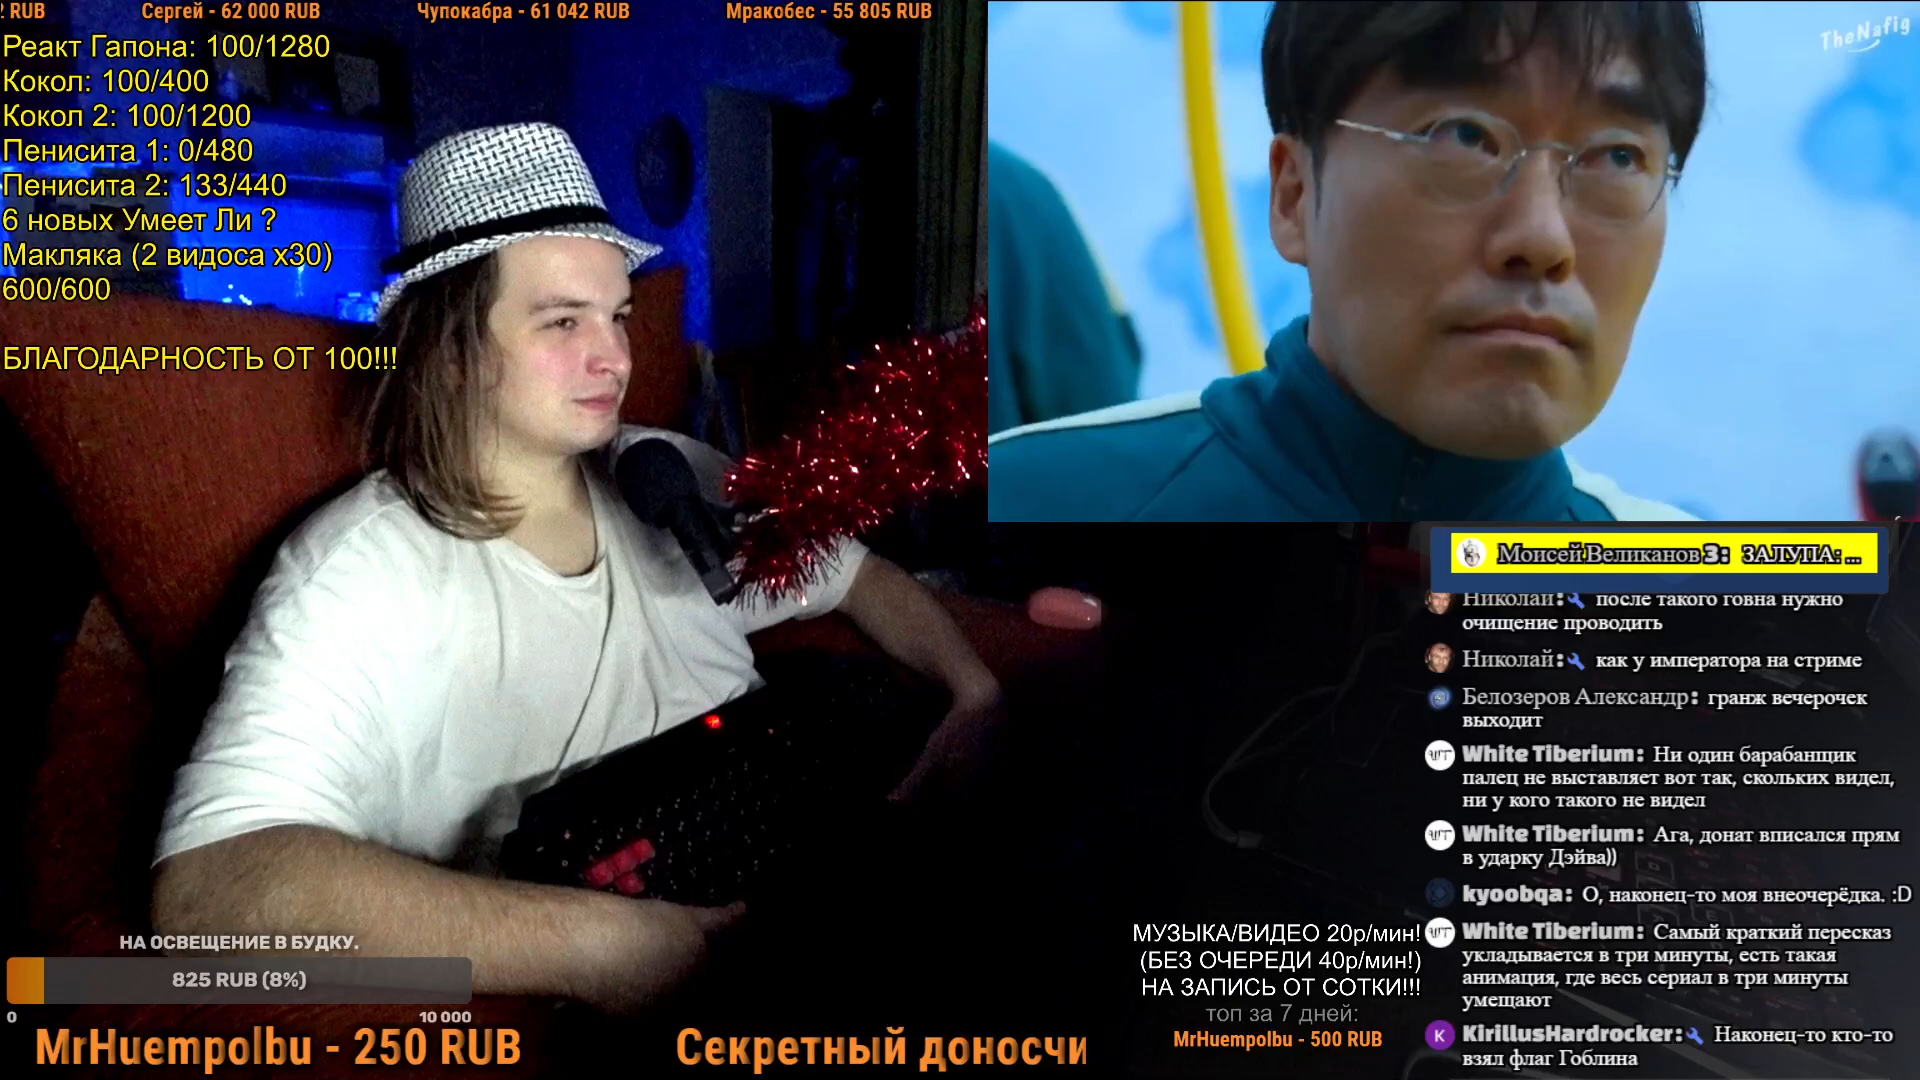 RUB
Сергей - 62 000 RUB
Чупокабра - 61 042 RUB
Мракобес - 55 805 RUB
Реакт Гапона: 100/1280
Кокол: 100/400
Кокол 2: 100/1200
Пенисита 1: 0/480
Пенисита 2: 133/440
6 новых Умеет Ли ?
Макляка (2 видоса х30)
600/600
БЛАГОДАРНОСТЬ ОТ 100!!!
TheNafig
Моисей Великанов 3: ЗАЛУПА: ...
Николай: после такого говна нужно
очищение проводить
Николай: как у императора на стриме
Белозеров Александр: гранж вечерочек
выходит
White Tiberium: Ни один барабанщик
палец не выставляет вот так, скольких видел,
ни у кого такого не видел
White Tiberium: Ага, донат вписался прям
в ударку Дэйва))
kyoobqa: О, наконец-то моя внеочерёдка. :D
White Tiberium: Самый краткий пересказ
укладывается в три минуты, есть такая
анимация, где весь сериал в три минуты
умещают
K KirillusHardrocker: Наконец-то кто-то
взял флаг Гоблина
НА ОСВЕЩЕНИЕ В БУДКУ.
825 RUB (8%)
0
10 000
MrHuempolbu - 250 RUB
Секретный доносчи
МУЗЫКА/ВИДЕО 20р/мин!
(БЕЗ ОЧЕРЕДИ 40р/мин!)
НА ЗАПИСЬ ОТ СОТКИ!!!
топ за 7 дней:
MrHuempolbu - 500 RUB